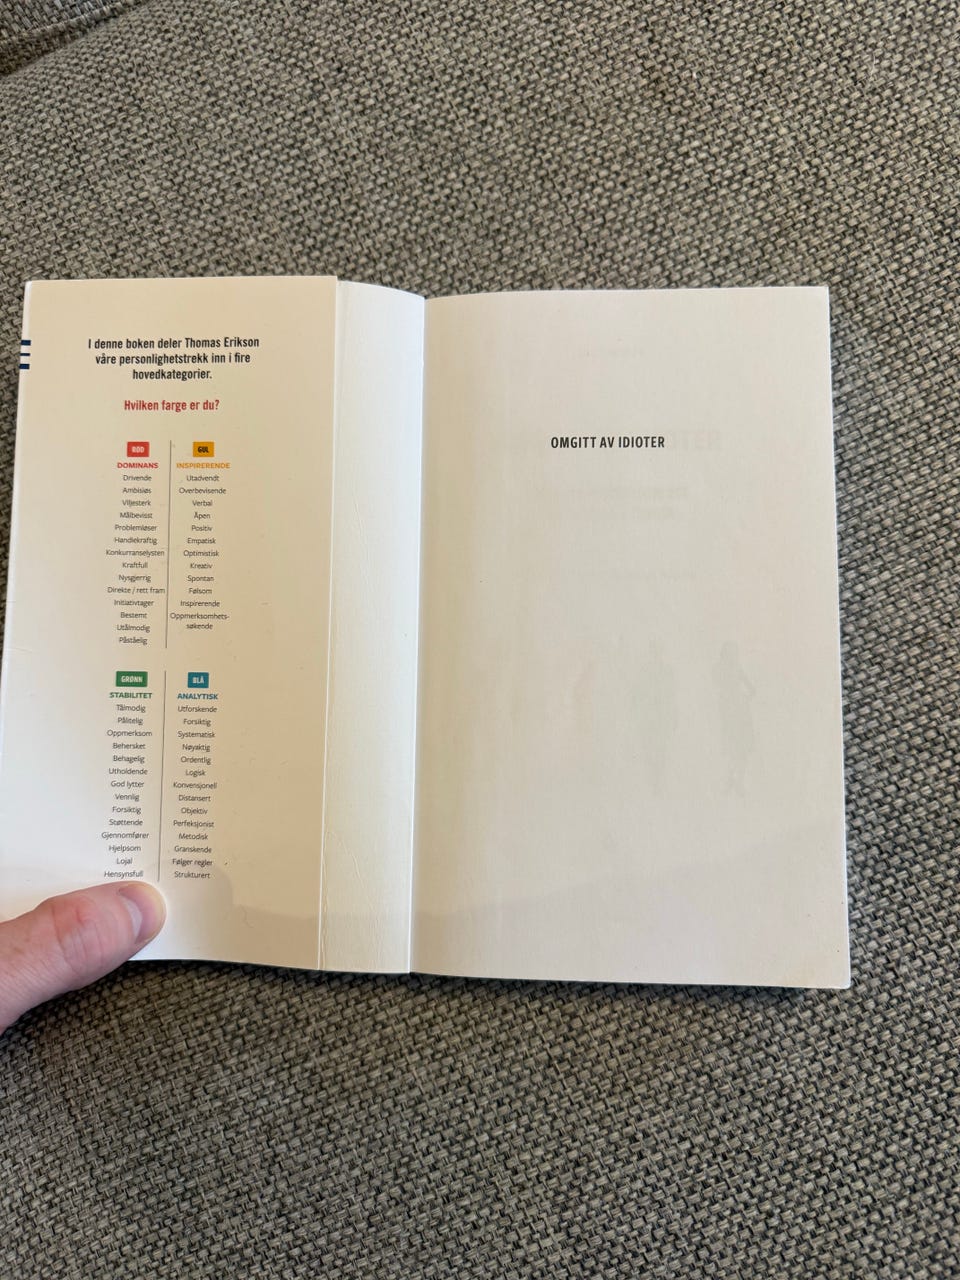 I denne boken deler Thomas Erikson
våre personlighetstrekk inn i fire
hovedkategorier.
Hvilken farge er du?
RØD
DOMINANS
Drivende
Ambisiøs
Viljesterk
Målbevisst
Problemløser
Handlekraftig
Konkurranselysten
Kraftfull
Nysgjerrig
Direkte / rett fram
Initiativtager
Bestemt
Utålmodig
Påståelig
GUL
INSPIRERENDE
Utadvendt
Overbevisende
Verbal
Åpen
Positiv
Empatisk
Optimistisk
Kreativ
Spontan
Følsom
Inspirerende
Oppmerksomhets-
søkende
GRØNN
STABILITET
Tålmodig
Pålitelig
Oppmerksom
Behersket
Behagelig
Utholdende
God lytter
Vennlig
Forsiktig
Støttende
Gjennomfører
Hjelpsom
Lojal
Hensynsfull
BLÅ
ANALYTISK
Utforskende
Forsiktig
Systematisk
Nøyaktig
Ordentlig
Logisk
Konvensjonell
Distansert
Objektiv
Perfeksjonist
Metodisk
Granskende
Følger regler
Strukturert
OMGITT AV IDIOTER